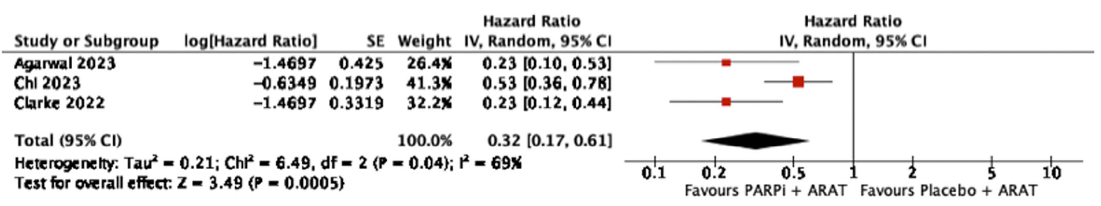 Hazard Ratio Hazard Ratio
Study or Subgroup log[Hazard Ratio] SE Weight IV, Random, 95% CI IV, Random, 95% CI
Agarwal 2023 −1.4697 0.425 26.4% 0.23 [0.10, 0.53]
Chi 2023 −0.6349 0.1973 41.3% 0.53 [0.36, 0.78]
Clarke 2022 −1.4697 0.3319 32.2% 0.23 [0.12, 0.44]
Total (95% CI) 100.0% 0.32 [0.17, 0.61]
Heterogeneity: Tau² = 0.21; Chi² = 6.49, df = 2 (P = 0.04); I² = 69%
Test for overall effect: Z = 3.49 (P = 0.0005)
0.1 0.2 0.5 1 2 5 10
Favours PARPi + ARAT Favours Placebo + ARAT